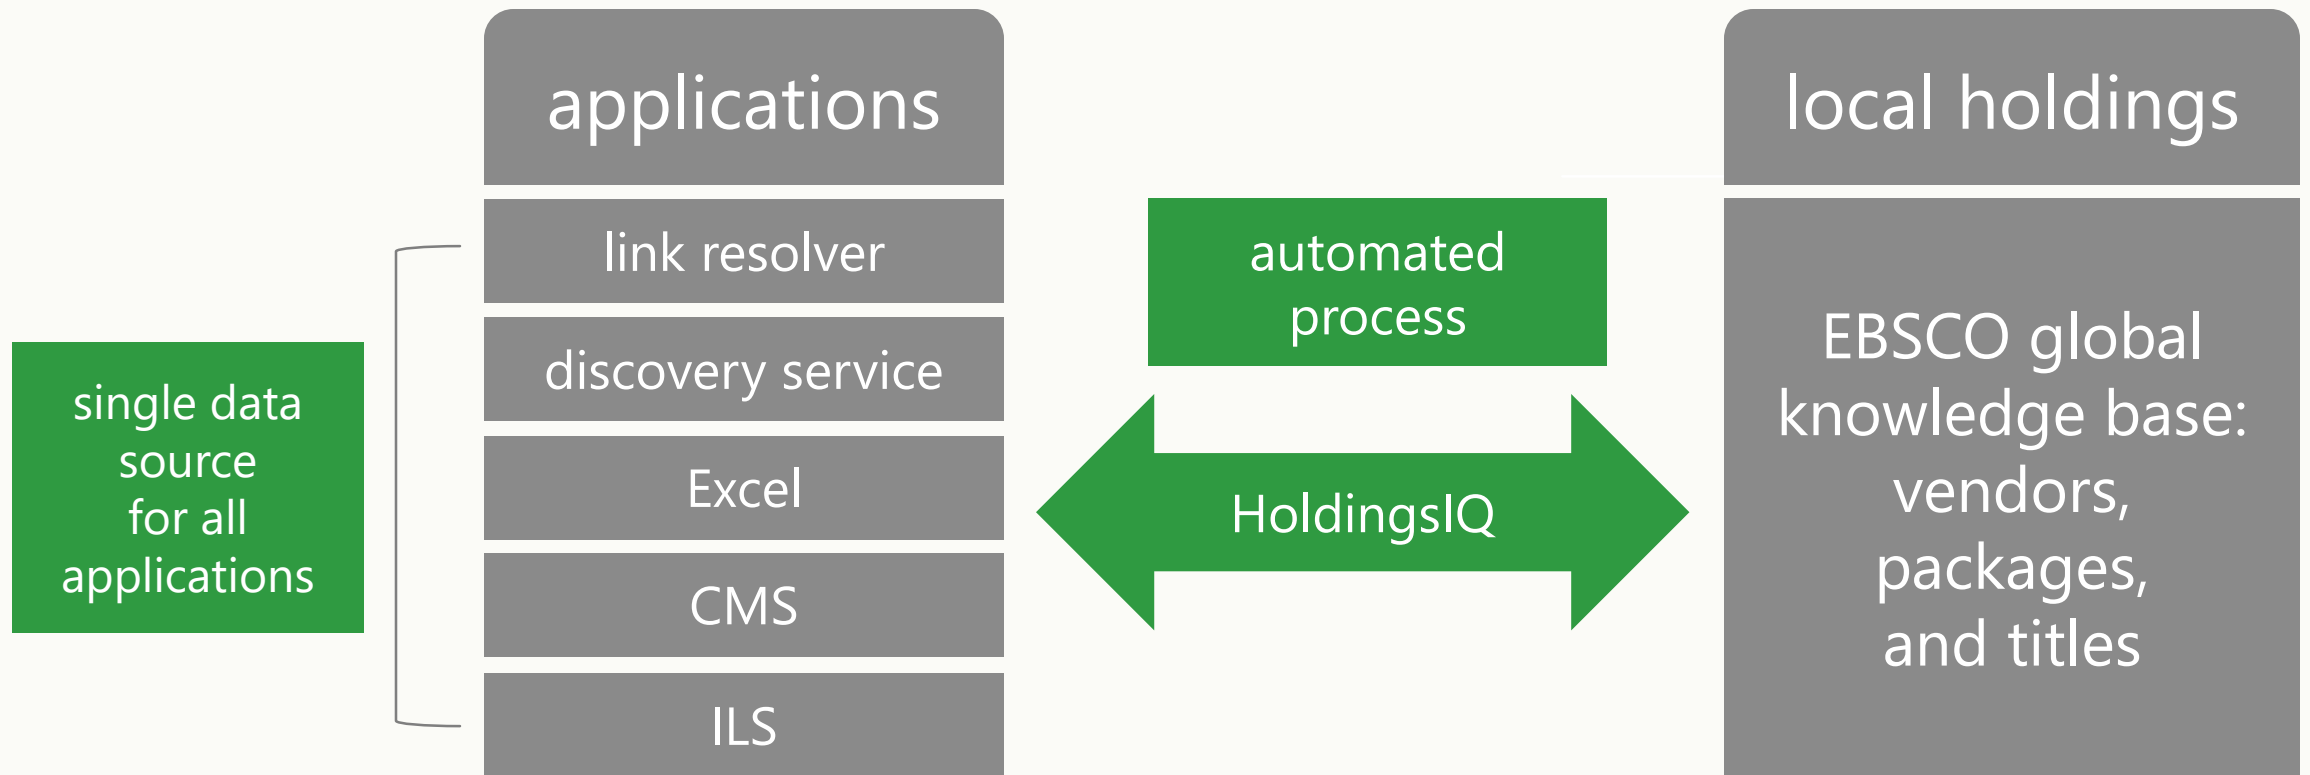 applications
link resolver
discovery service
Excel
CMS
ILS
single data
source
for all
applications
automated
process
HoldingsIQ
local holdings
EBSCO global
knowledge base:
vendors,
packages,
and titles